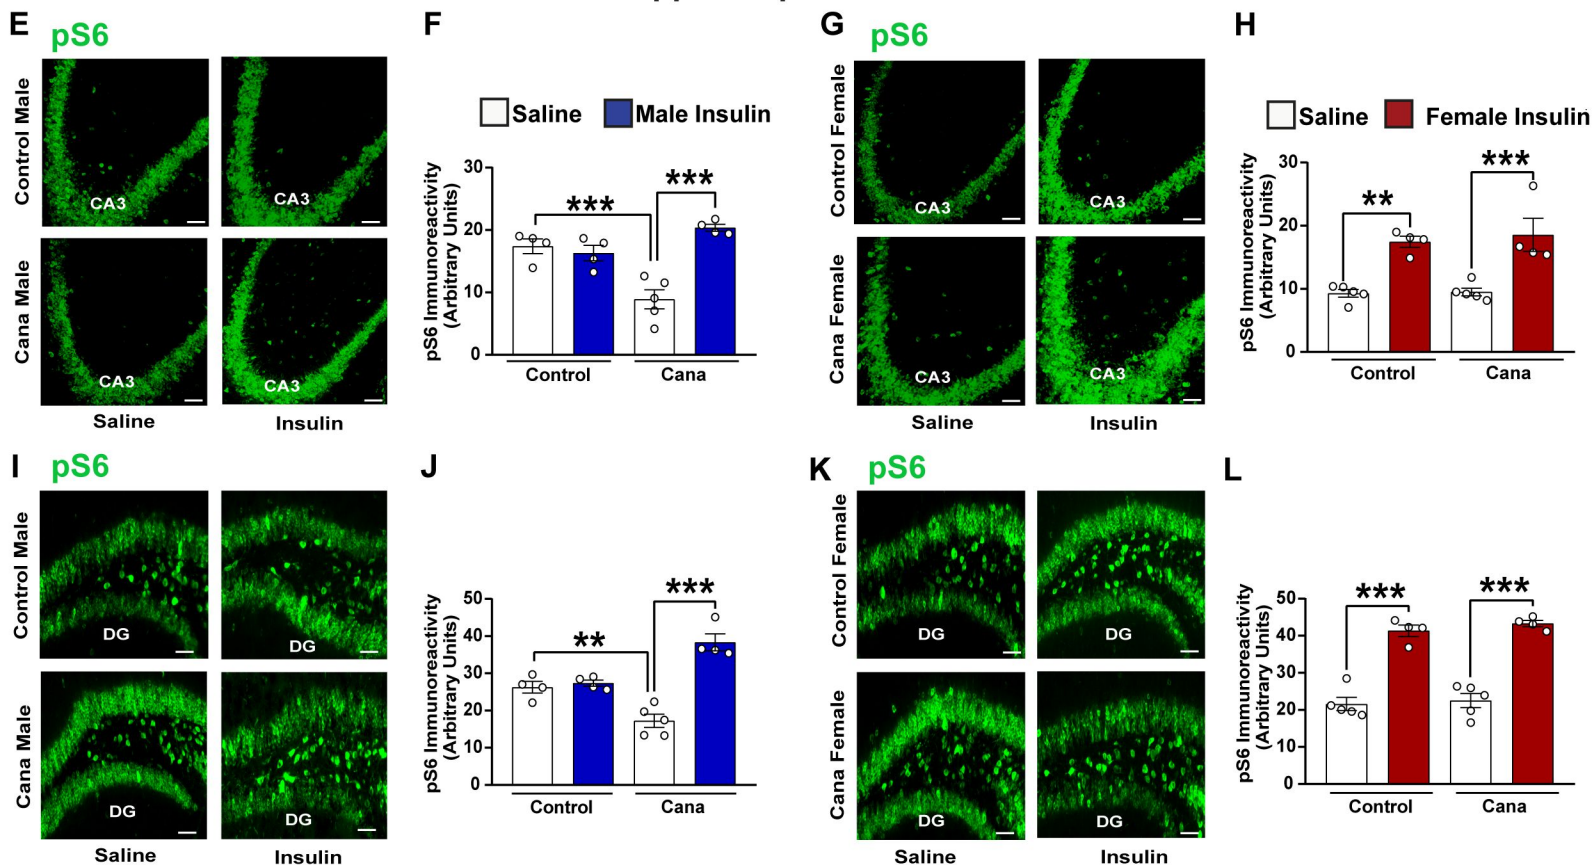 E
pS6
Control Male
CA3
CA3
Cana Male
CA3
CA3
Saline
Insulin
F
Saline
Male Insulin
pS6 Immunoreactivity
(Arbitrary Units)
30
20
10
0
***
***
Control
Cana
G
pS6
Control Female
CA3
CA3
Cana Female
CA3
CA3
Saline
Insulin
H
Saline
Female Insulin
pS6 Immunoreactivity
(Arbitrary Units)
30
20
10
0
**
***
Control
Cana
I
pS6
Control Male
DG
DG
Cana Male
DG
DG
Saline
Insulin
J
pS6 Immunoreactivity
(Arbitrary Units)
50
40
30
20
10
0
**
***
Control
Cana
K
pS6
Control Female
DG
DG
Cana Female
DG
DG
Saline
Insulin
L
pS6 Immunoreactivity
(Arbitrary Units)
50
40
30
20
10
0
***
***
Control
Cana